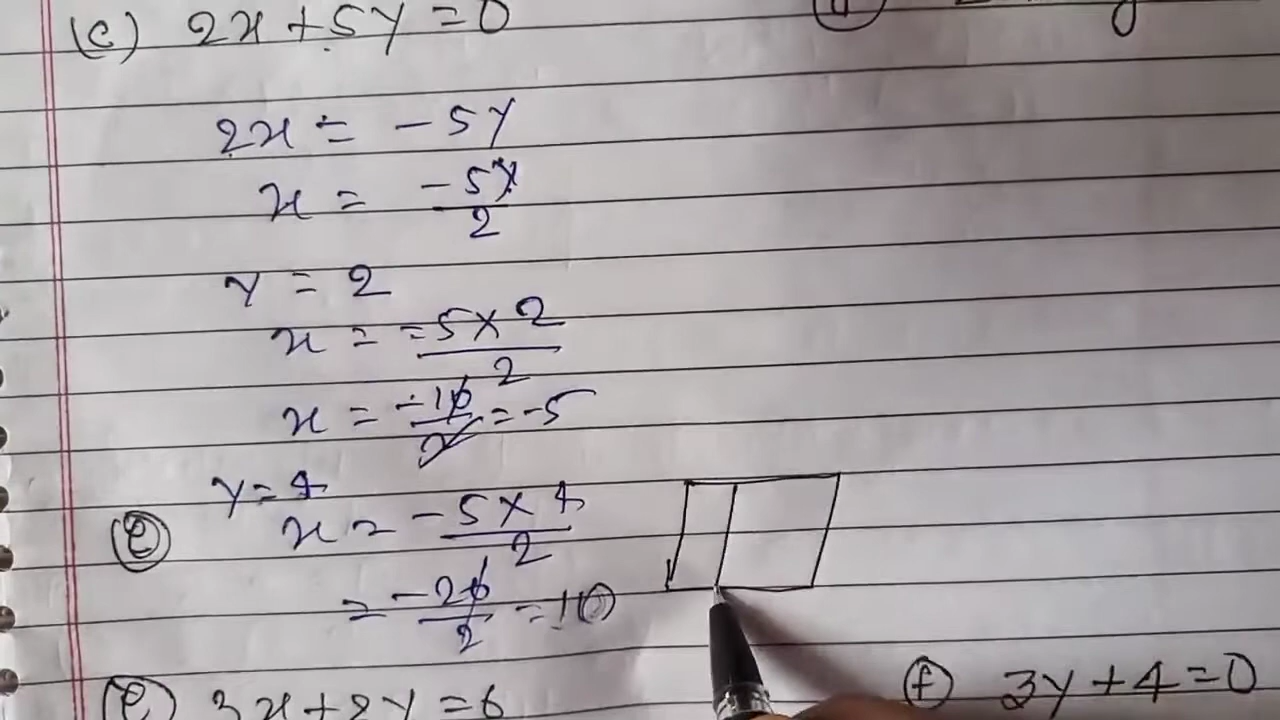 (c) 2x + 5y = 0
2x = -5y
x = -5y/2
y = 2
x = -5 × 2/2
x = -10/2 = -5
y = 4
(e) x = -5 × 4/2
= -20/2 = 10
(e) 3x + 2y = 6
(f) 3y + 4 = 0